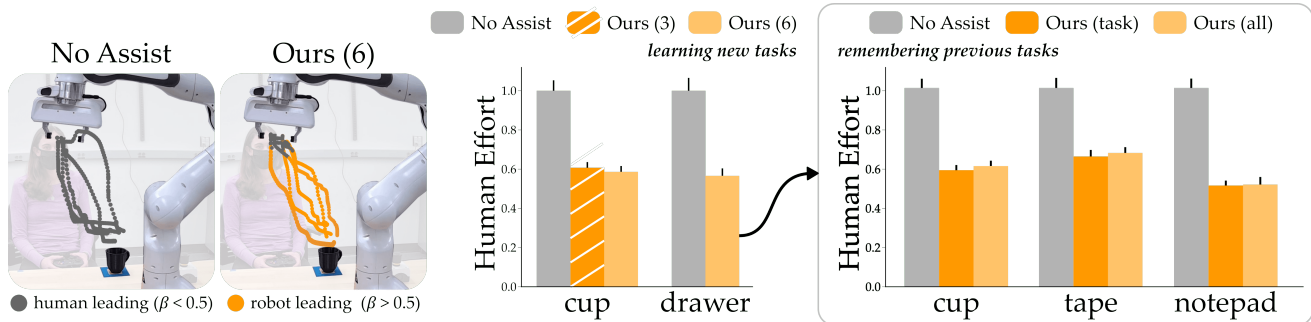 No Assist
Ours (6)
human leading (β < 0.5)
robot leading (β > 0.5)
No Assist
Ours (3)
Ours (6)
learning new tasks
Human Effort
1.0
0.8
0.6
0.4
0.2
0.0
cup
drawer
No Assist
Ours (task)
Ours (all)
remembering previous tasks
Human Effort
1.0
0.8
0.6
0.4
0.2
0.0
cup
tape
notepad